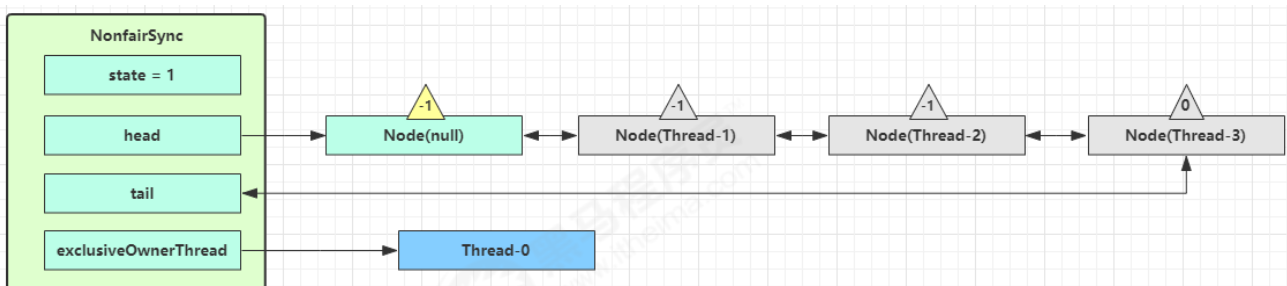 NonfairSync
state = 1
head
tail
exclusiveOwnerThread
-1
Node(null)
-1
Node(Thread-1)
-1
Node(Thread-2)
0
Node(Thread-3)
Thread-0